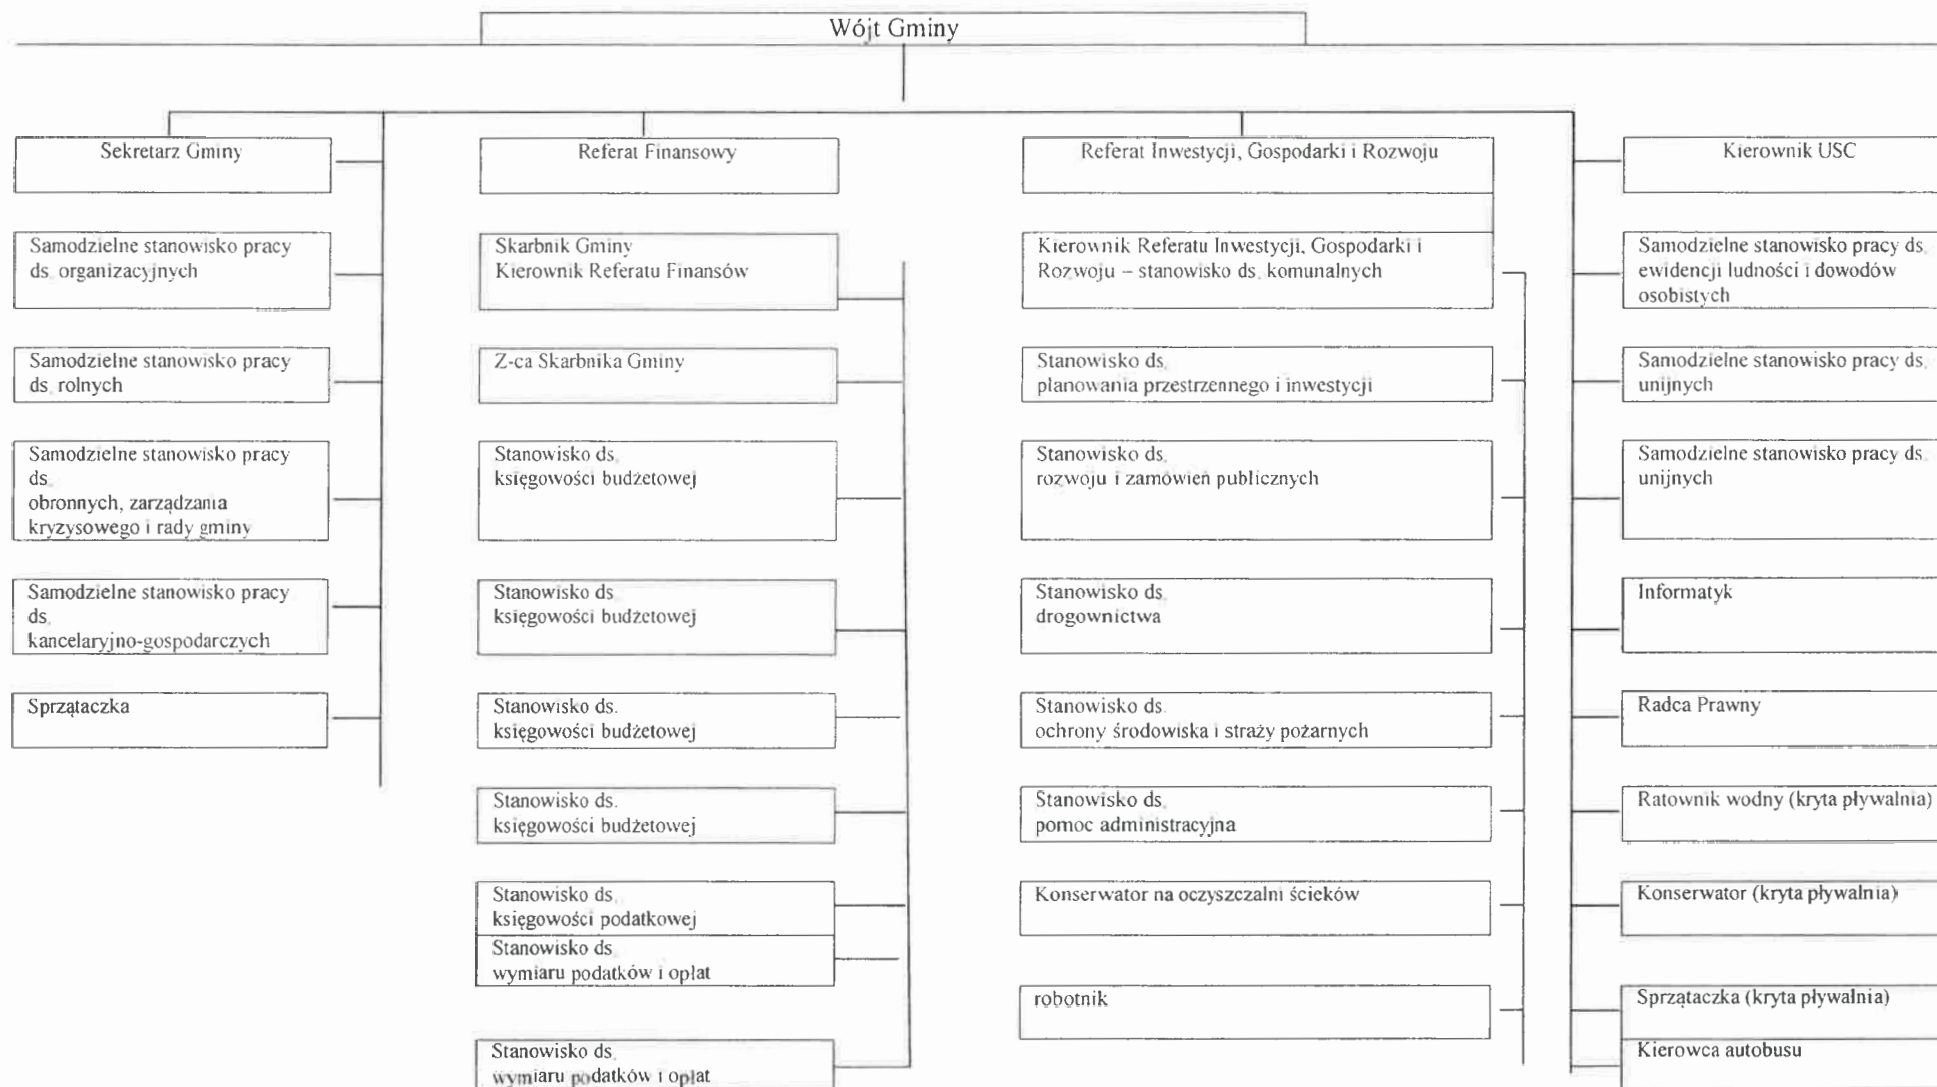 Wójt Gminy
Sekretarz Gminy
Samodzielne stanowisko pracy
ds. organizacyjnych
Samodzielne stanowisko pracy
ds. rolnych
Samodzielne stanowisko pracy
ds.
obronnych, zarządzania
kryzysowego i rady gminy
Samodzielne stanowisko pracy
ds.
kancelaryjno-gospodarczych
Sprzątaczka
Referat Finansowy
Skarbnik Gminy
Kierownik Referatu Finansów
Z-ca Skarbnika Gminy
Stanowisko ds.
księgowości budżetowej
Stanowisko ds.
księgowości budżetowej
Stanowisko ds.
księgowości budżetowej
Stanowisko ds.
księgowości budżetowej
Stanowisko ds.
księgowości podatkowej
Stanowisko ds.
wymiaru podatków i opłat
Stanowisko ds.
wymiaru podatków i opłat
Referat Inwestycji, Gospodarki i Rozwoju
Kierownik Referatu Inwestycji, Gospodarki i
Rozwoju – stanowisko ds. komunalnych
Stanowisko ds.
planowania przestrzennego i inwestycji
Stanowisko ds.
rozwoju i zamówień publicznych
Stanowisko ds.
drogownictwa
Stanowisko ds.
ochrony środowiska i straży pożarnych
Stanowisko ds.
pomoc administracyjna
Konserwator na oczyszczalni ścieków
robotnik
Kierownik USC
Samodzielne stanowisko pracy ds.
ewidencji ludności i dowodów
osobistych
Samodzielne stanowisko pracy ds.
unijnych
Samodzielne stanowisko pracy ds.
unijnych
Informatyk
Radca Prawny
Ratownik wodny (kryta pływalnia)
Konserwator (kryta pływalnia)
Sprzątaczka (kryta pływalnia)
Kierowca autobusu